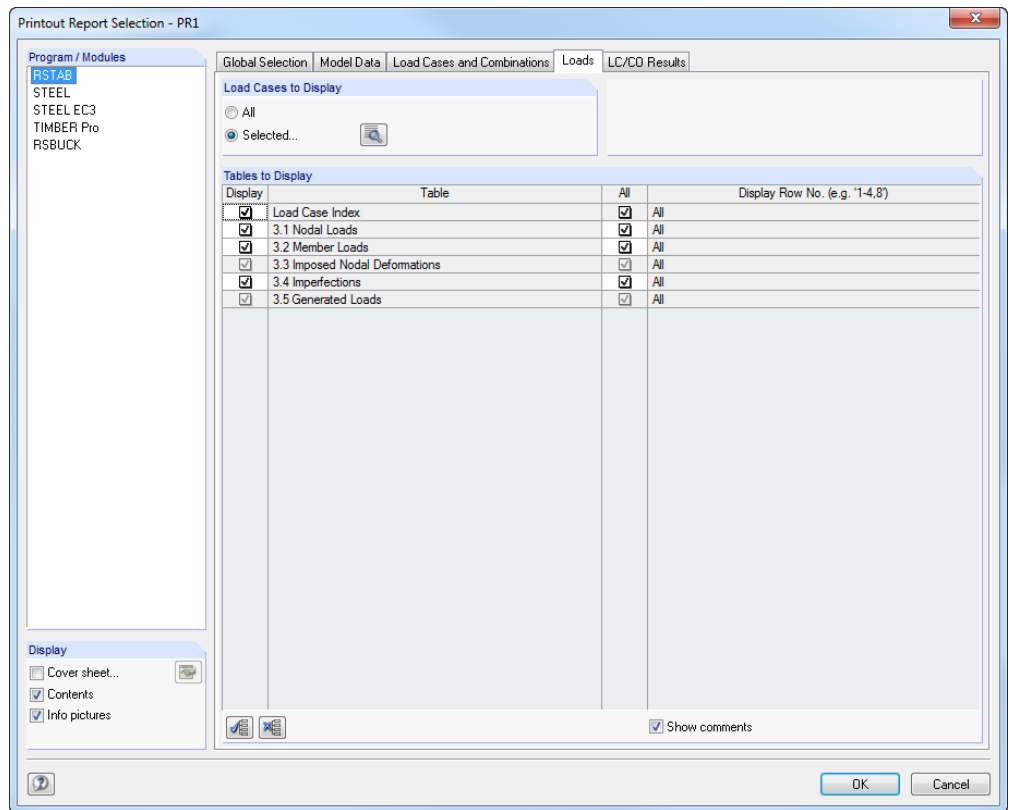 Printout Report Selection - PR1
Program / Modules
RSTAB
STEEL
STEEL EC3
TIMBER Pro
RSBUCK
Global Selection Model Data Load Cases and Combinations Loads LC/CO Results
Load Cases to Display
All
Selected...
Tables to Display
Display Table All Display Row No. (e.g. '1-4,8')
Load Case Index All
3.1 Nodal Loads All
3.2 Member Loads All
3.3 Imposed Nodal Deformations All
3.4 Imperfections All
3.5 Generated Loads All
Display
Cover sheet...
Contents
Info pictures
Show comments
OK Cancel